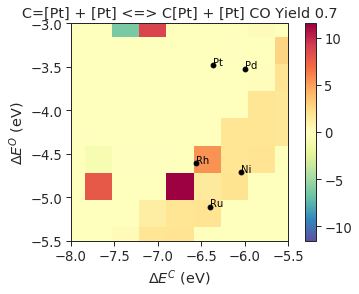 C=[Pt] + [Pt] <=> C[Pt] + [Pt] CO Yield 0.7
−3.0
−3.5
−4.0
−4.5
−5.0
−5.5
ΔE^O (eV)
Pt
Pd
Rh
Ni
Ru
−8.0 −7.5 −7.0 −6.5 −6.0 −5.5
ΔE^C (eV)
10
5
0
−5
−10